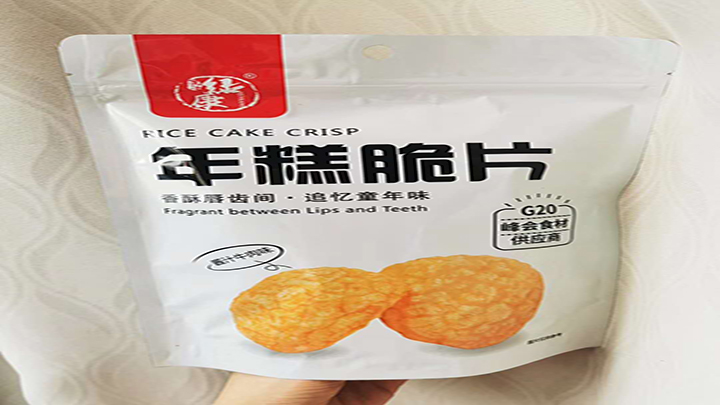 RICE CAKE CRISP
年糕脆片
香酥唇齿间·追忆童年味
Fragrant between Lips and Teeth
G20
峰会食材
供应商
酱汁牛肉味